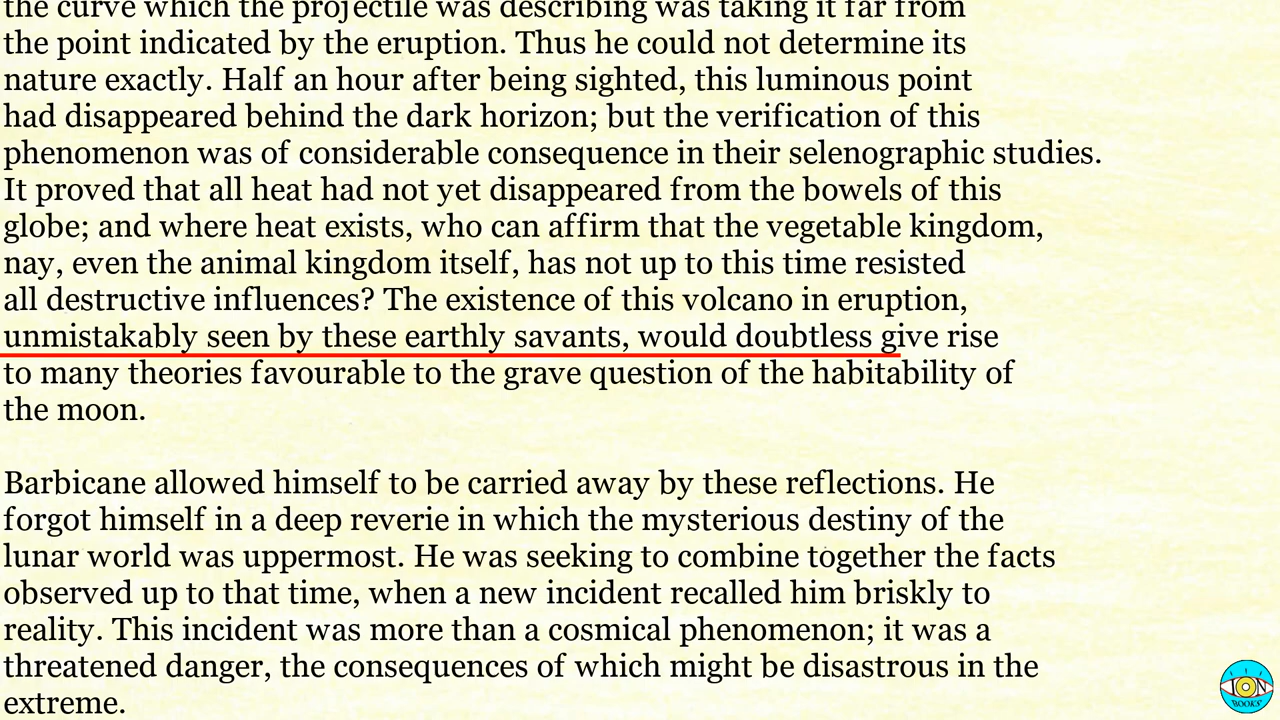 the curve which the projectile was describing was taking it far from
the point indicated by the eruption. Thus he could not determine its
nature exactly. Half an hour after being sighted, this luminous point
had disappeared behind the dark horizon; but the verification of this
phenomenon was of considerable consequence in their selenographic studies.
It proved that all heat had not yet disappeared from the bowels of this
globe; and where heat exists, who can affirm that the vegetable kingdom,
nay, even the animal kingdom itself, has not up to this time resisted
all destructive influences? The existence of this volcano in eruption,
unmistakably seen by these earthly savants, would doubtless give rise
to many theories favourable to the grave question of the habitability of
the moon.
Barbicane allowed himself to be carried away by these reflections. He
forgot himself in a deep reverie in which the mysterious destiny of the
lunar world was uppermost. He was seeking to combine together the facts
observed up to that time, when a new incident recalled him briskly to
reality. This incident was more than a cosmical phenomenon; it was a
threatened danger, the consequences of which might be disastrous in the
extreme.
ION
BOOKS